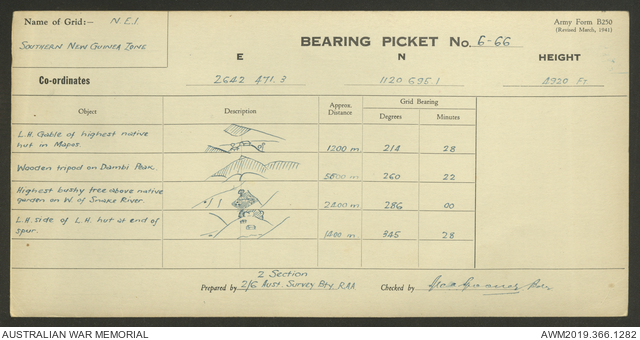 Name of Grid:— N.E.I
Army Form B250
(Revised March, 1941)
SOUTHERN NEW GUINEA ZONE
BEARING PICKET No. 6-66
E N HEIGHT
Co-ordinates 2642 471.3 1120 695.1 4920 FT
Object Description Approx. Distance Grid Bearing
Degrees Minutes
L.H. Gable of highest native
hut in Mapos. 1200 m 214 28
Wooden tripod on Dambi Peak. 5800 m 260 22
Highest bushy tree above native
garden on W. of Snake River. 2400 m 286 00
L.H. side of L.H. hut at end of
spur. 1400 m 345 28
2 Section
Prepared by 2/6 Aust. Survey Bty. RAA Checked by
AUSTRALIAN WAR MEMORIAL AWM2019.366.1282